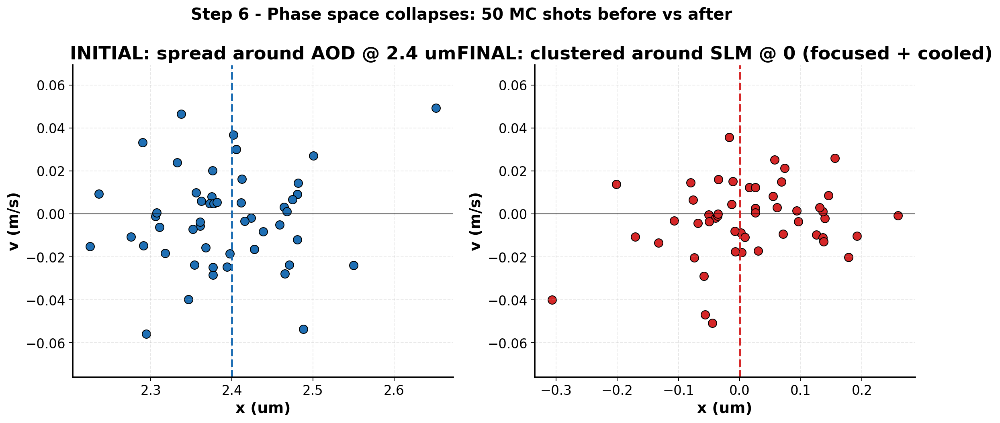 Step 6 - Phase space collapses: 50 MC shots before vs after
INITIAL: spread around AOD @ 2.4 um
0.06
0.04
0.02
0.00
−0.02
−0.04
−0.06
v (m/s)
2.3 2.4 2.5 2.6
x (um)
FINAL: clustered around SLM @ 0 (focused + cooled)
0.06
0.04
0.02
0.00
−0.02
−0.04
−0.06
v (m/s)
−0.3 −0.2 −0.1 0.0 0.1 0.2
x (um)